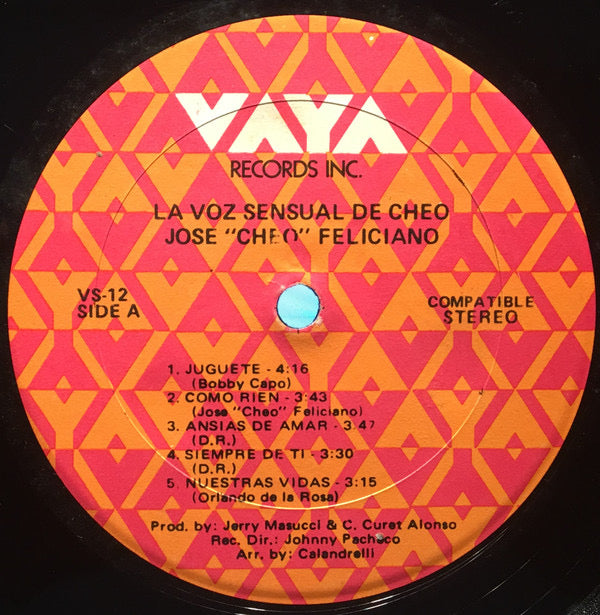 VAYA
RECORDS INC.
LA VOZ SENSUAL DE CHEO
JOSE "CHEO" FELICIANO
VS-12
SIDE A
COMPATIBLE
STEREO
1. JUGUETE - 4:16
(Bobby Capo)
2. COMO RIEN - 3:43
(Jose "Cheo" Feliciano)
3. ANSIAS DE AMAR - 3:47
(D.R.)
4. SIEMPRE DE TI - 3:30
(D.R.)
5. NUESTRAS VIDAS - 3:15
(Orlando de la Rosa)
Prod. by: Jerry Masucci & C. Curet Alonso
Rec. Dir.: Johnny Pacheco
Arr. by: Calandrelli